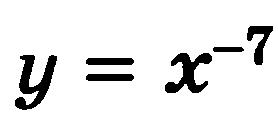 y = x⁻⁷